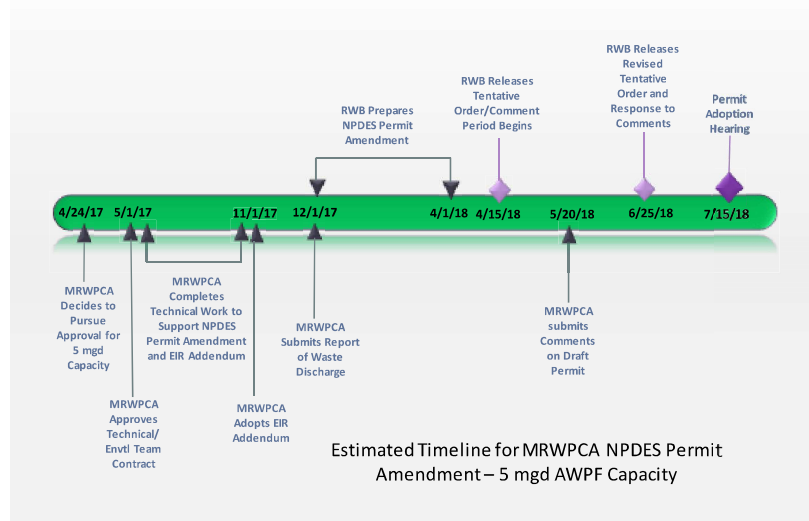 RWB Releases
Revised
Tentative
Order and
Response to
Comments
RWB Releases
Tentative
Order/Comment
Period Begins
Permit
Adoption
Hearing
RWB Prepares
NPDES Permit
Amendment
4/24/17 5/1/17 11/1/17 12/1/17 4/1/18 4/15/18 5/20/18 6/25/18 7/15/18
MRWPCA
Decides to
Pursue
Approval for
5 mgd
Capacity
MRWPCA
Completes
Technical Work to
Support NPDES
Permit Amendment
and EIR Addendum
MRWPCA
Submits Report
of Waste
Discharge
MRWPCA
submits
Comments
on Draft
Permit
MRWPCA
Approves
Technical/
Envtl Team
Contract
MRWPCA
Adopts EIR
Addendum
Estimated Timeline for MRWPCA NPDES Permit
Amendment – 5 mgd AWPF Capacity